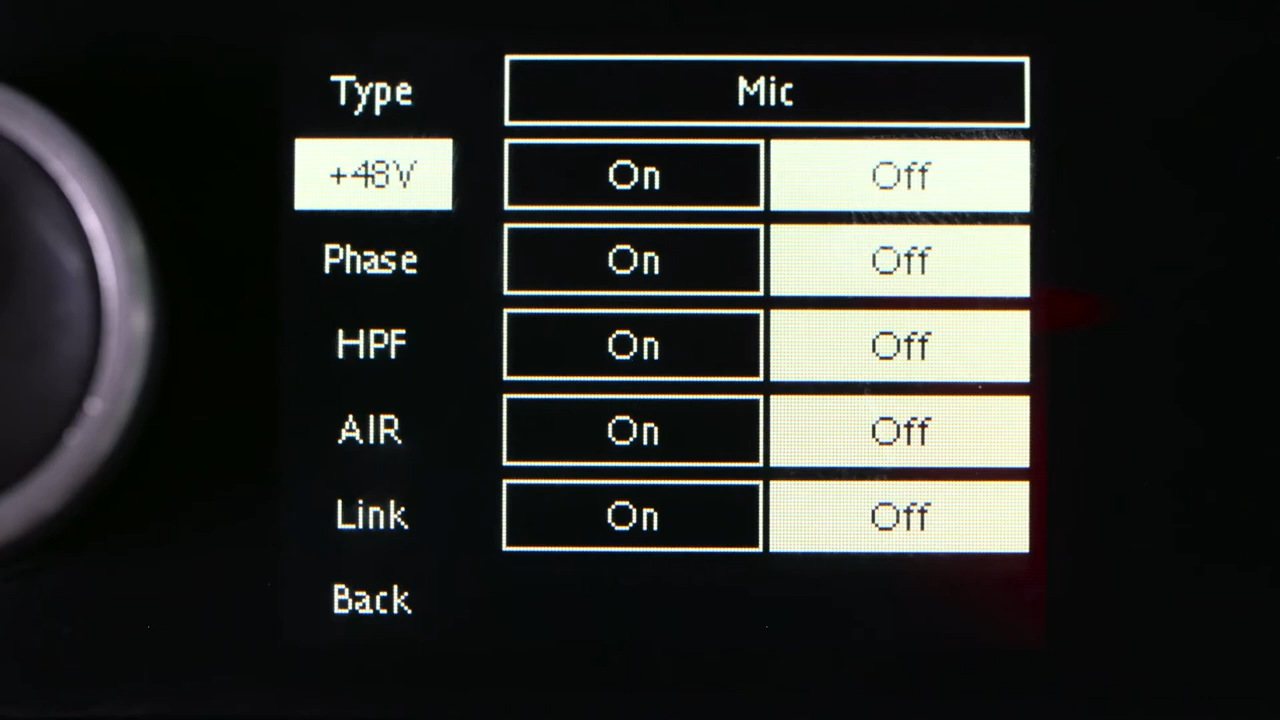 Type Mic
+48V On Off
Phase On Off
HPF On Off
AIR On Off
Link On Off
Back